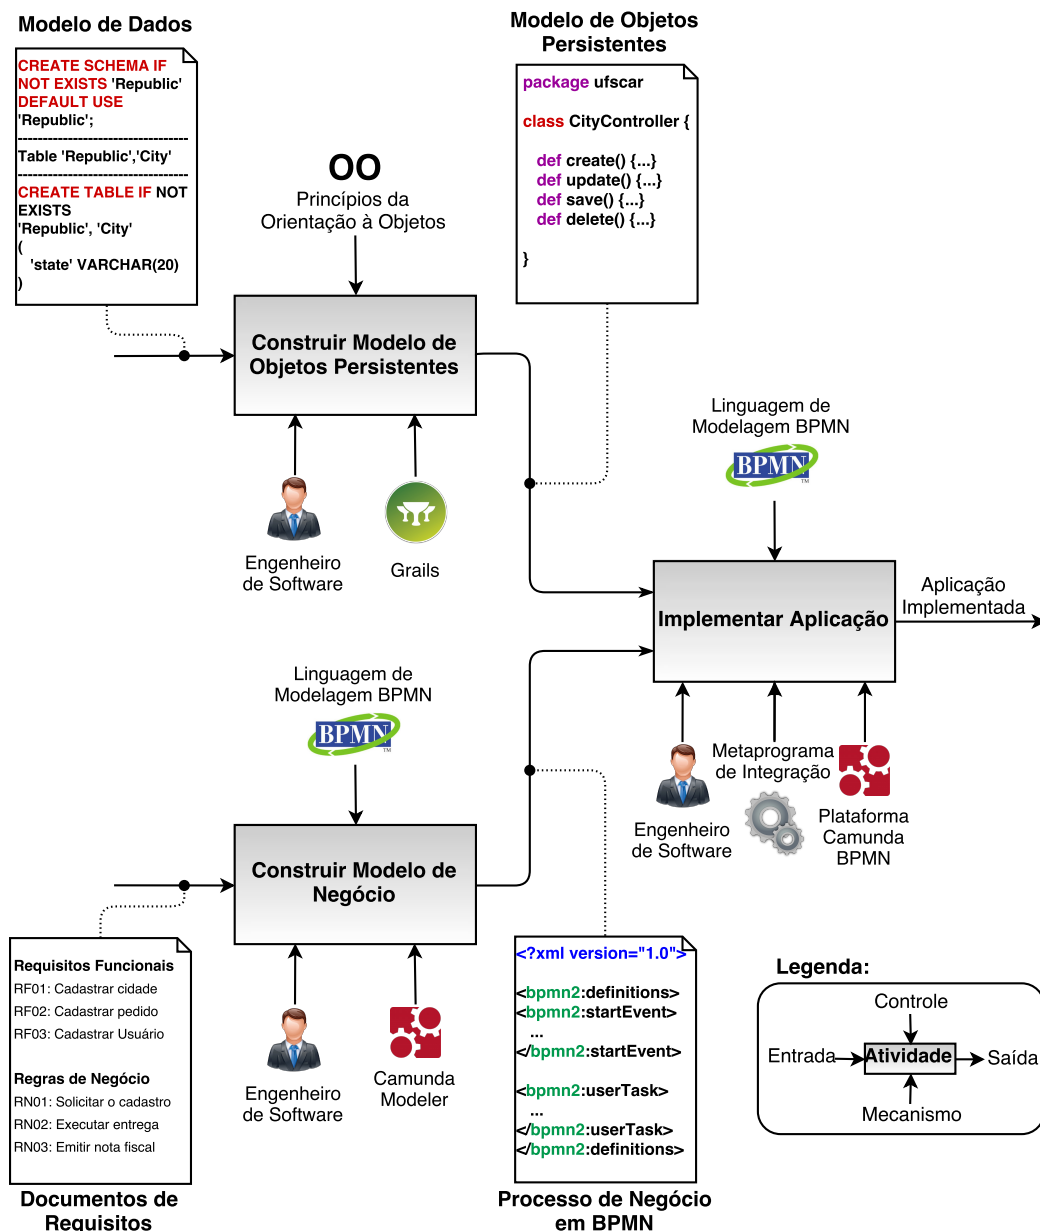 Modelo de Dados
CREATE SCHEMA IF
NOT EXISTS 'Republic'
DEFAULT USE
'Republic';
----------------------------------
Table 'Republic','City'
----------------------------------
CREATE TABLE IF NOT
EXISTS
'Republic', 'City'
(
'state' VARCHAR(20)
)
OO
Princípios da
Orientação à Objetos
Modelo de Objetos
Persistentes
package ufscar
class CityController {
def create() {...}
def update() {...}
def save() {...}
def delete() {...}
}
Construir Modelo de
Objetos Persistentes
Engenheiro
de Software
Grails
Linguagem de
Modelagem BPMN
BPMN
TM
Implementar Aplicação
Aplicação
Implementada
Engenheiro
de Software
Metaprograma
de Integração
Plataforma
Camunda
BPMN
Linguagem de
Modelagem BPMN
BPMN
TM
Construir Modelo de
Negócio
Engenheiro
de Software
Camunda
Modeler
Requisitos Funcionais
RF01: Cadastrar cidade
RF02: Cadastrar pedido
RF03: Cadastrar Usuário
Regras de Negócio
RN01: Solicitar o cadastro
RN02: Executar entrega
RN03: Emitir nota fiscal
Documentos de
Requisitos
<?xml version="1.0">
<bpmn2:definitions>
<bpmn2:startEvent>
...
</bpmn2:startEvent>
<bpmn2:userTask>
...
</bpmn2:userTask>
</bpmn2:definitions>
Processo de Negócio
em BPMN
Legenda:
Controle
Entrada
Atividade
Saída
Mecanismo